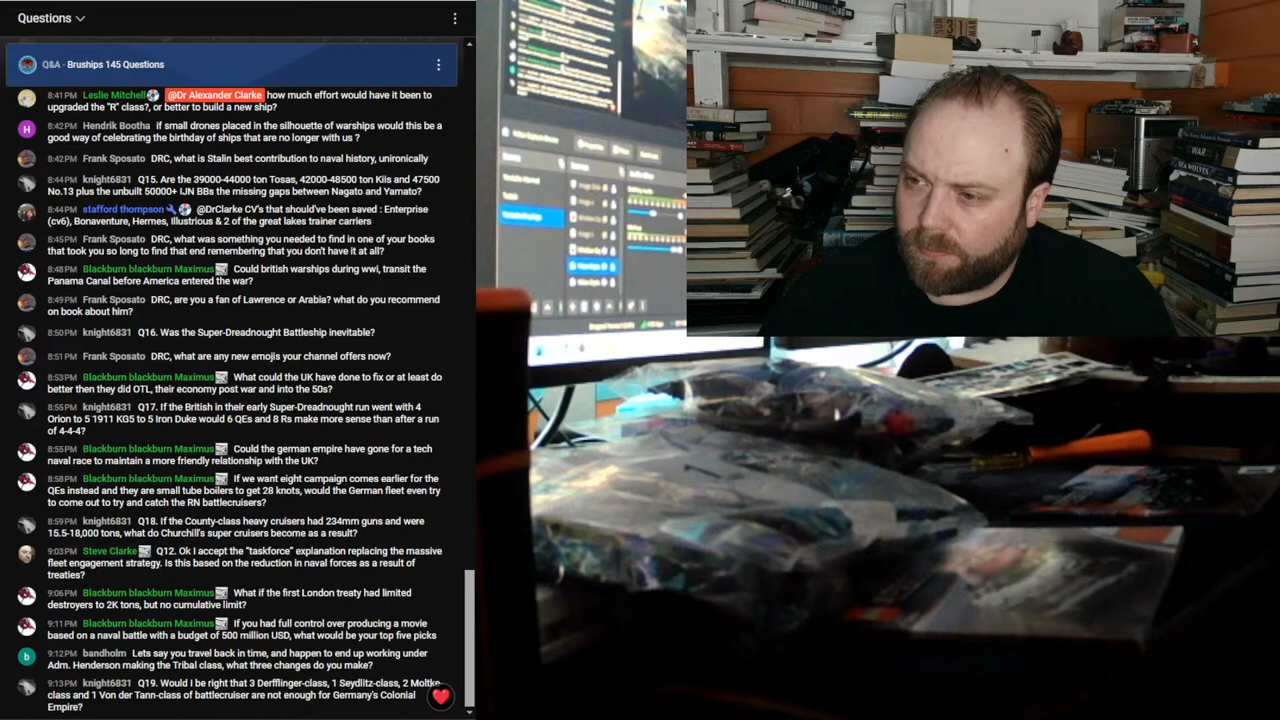 Questions
Q&A · Bruships 145 Questions
8:41 PM Leslie Mitchell @Dr Alexander Clarke how much effort would have it been to
upgraded the "R" class?, or better to build a new ship?
8:42 PM Hendrik Bootha If small drones placed in the silhouette of warships would this be a
good way of celebrating the birthday of ships that are no longer with us ?
8:42 PM Frank Sposato DRC, what is Stalin best contribution to naval history, unironically
8:44 PM knight6831 Q15. Are the 39000-44000 ton Tosas, 42000-48500 ton Kiis and 47500
No.13 plus the unbuilt 50000+ IJN BBs the missing gaps between Nagato and Yamato?
8:44 PM stafford thompson @DrClarke CV's that should've been saved : Enterprise
(cv6), Bonaventure, Hermes, Illustrious & 2 of the great lakes trainer carriers
8:45 PM Frank Sposato DRC, what was something you needed to find in one of your books
that took you so long to find that end remembering that you don't have it at all?
8:48 PM Blackburn blackburn Maximus Could british warships during wwi, transit the
Panama Canal before America entered the war?
8:49 PM Frank Sposato DRC, are you a fan of Lawrence or Arabia? what do you recommend
on book about him?
8:50 PM knight6831 Q16. Was the Super-Dreadnought Battleship inevitable?
8:51 PM Frank Sposato DRC, what are any new emojis your channel offers now?
8:53 PM Blackburn blackburn Maximus What could the UK have done to fix or at least do
better then they did OTL, their economy post war and into the 50s?
8:55 PM knight6831 Q17. If the British in their early Super-Dreadnought run went with 4
Orion to 5 1911 KG5 to 5 Iron Duke would 6 QEs and 8 Rs make more sense than after a run
of 4-4-4?
8:55 PM Blackburn blackburn Maximus Could the german empire have gone for a tech
naval race to maintain a more friendly relationship with the UK?
8:58 PM Blackburn blackburn Maximus If we want eight campaign comes earlier for the
QEs instead and they are small tube boilers to get 28 knots, would the German fleet even try
to come out to try and catch the RN battlecruisers?
8:59 PM knight6831 Q18. If the County-class heavy cruisers had 234mm guns and were
15.5-18,000 tons, what do Churchill's super cruisers become as a result?
9:03 PM Steve Clarke Q12. Ok I accept the "taskforce" explanation replacing the massive
fleet engagement strategy. Is this based on the reduction in naval forces as a result of
treaties?
9:06 PM Blackburn blackburn Maximus What if the first London treaty had limited
destroyers to 2K tons, but no cumulative limit?
9:11 PM Blackburn blackburn Maximus If you had full control over producing a movie
based on a naval battle with a budget of 500 million USD, what would be your top five picks
9:12 PM bandholm Lets say you travel back in time, and happen to end up working under
Adm. Henderson making the Tribal class, what three changes do you make?
9:13 PM knight6831 Q19. Would I be right that 3 Derfflinger-class, 1 Seydlitz-class, 2 Moltke
class and 1 Von der Tann-class of battlecruiser are not enough for Germany's Colonial
Empire?
WAR
SEA WOLVES